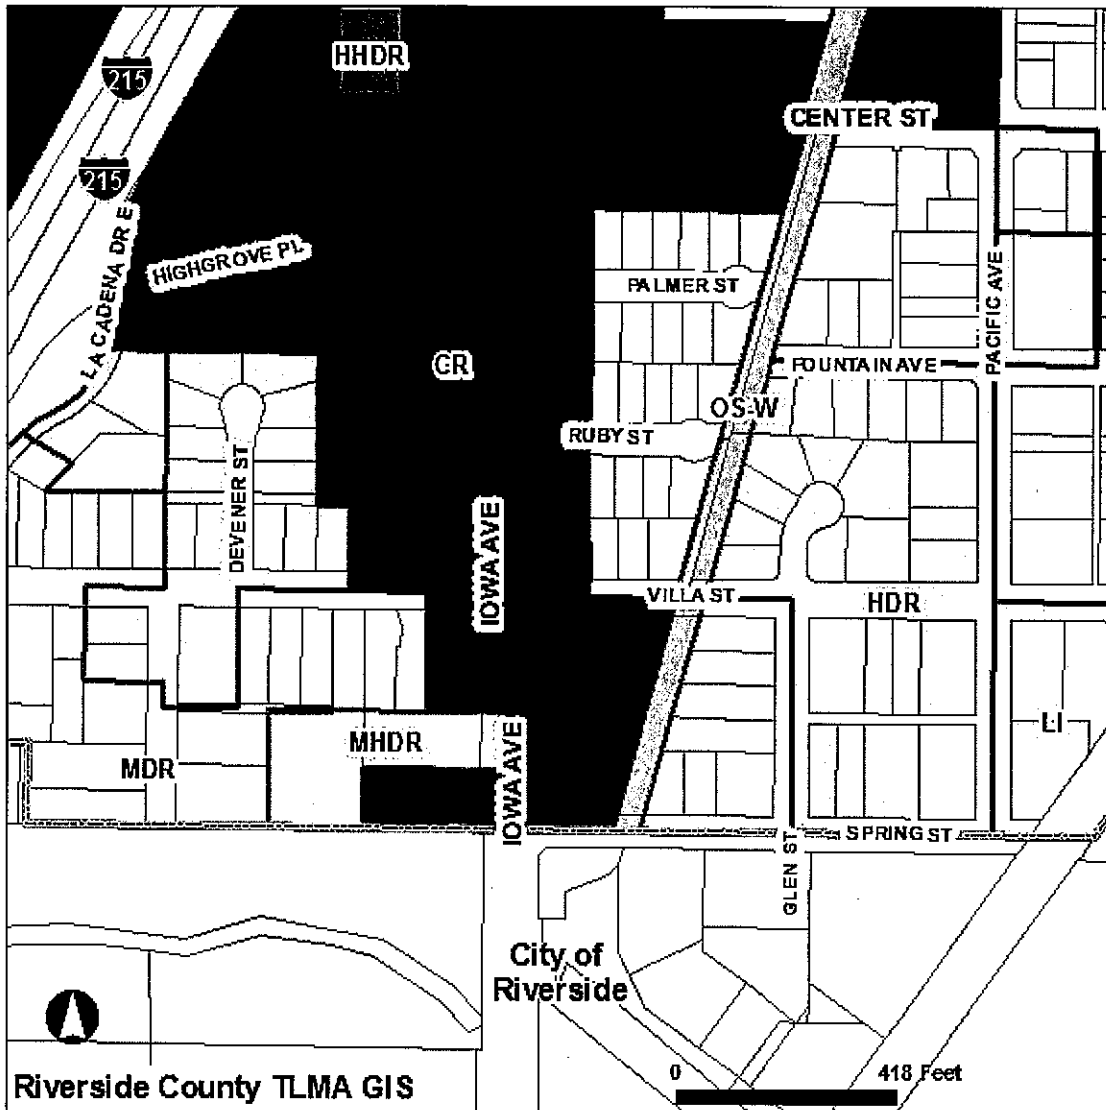 HHDR
215
CENTER ST
215
LA CADENA DR E
HIGHGROVE PL
PALMER ST
PACIFIC AVE
CR
FOUNTAIN AVE
OS-W
RUBY ST
DEVENER ST
IOWA AVE
VILLA ST
HDR
LI
MHDR
MDR
IOWA AVE
SPRING ST
GLEN ST
City of
Riverside
0
418 Feet
Riverside County TLMA GIS